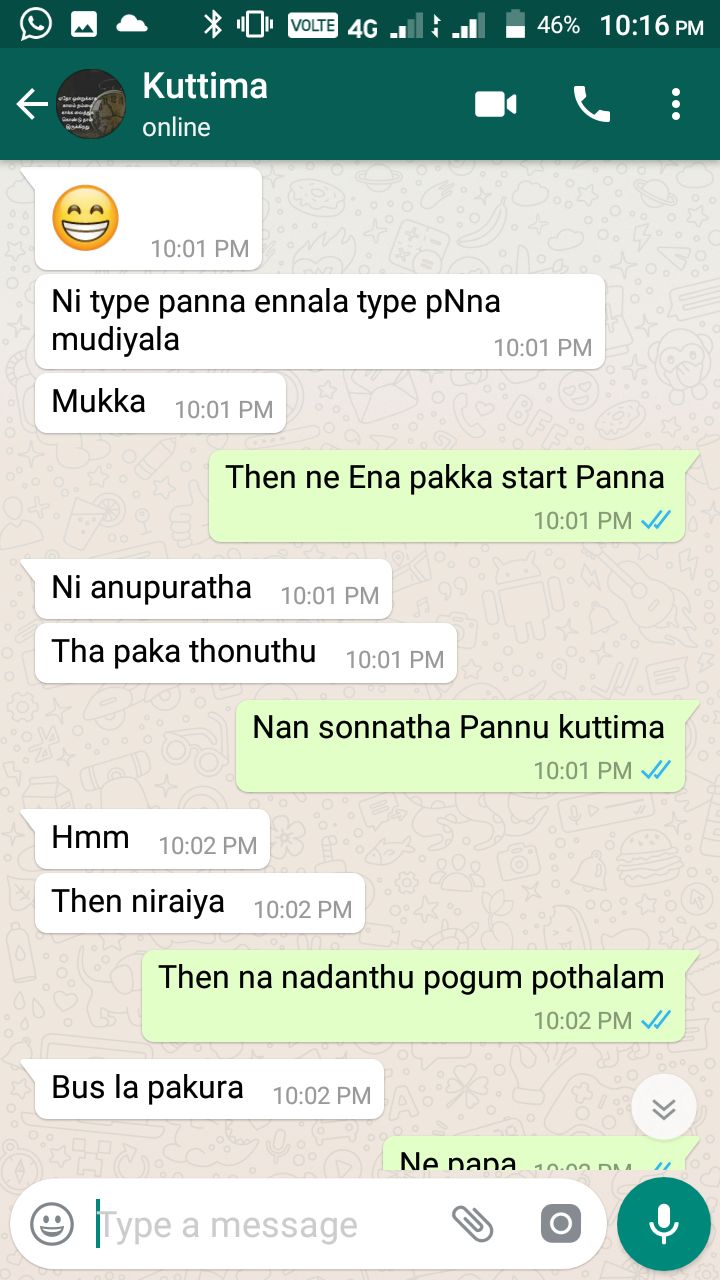 VOLTE 4G 46% 10:16 PM
Kuttima
online
10:01 PM
Ni type panna ennala type pNna
mudiyala 10:01 PM
Mukka 10:01 PM
Then ne Ena pakka start Panna
10:01 PM
Ni anupuratha 10:01 PM
Tha paka thonuthu 10:01 PM
Nan sonnatha Pannu kuttima
10:01 PM
Hmm 10:02 PM
Then niraiya 10:02 PM
Then na nadanthu pogum pothalam
10:02 PM
Bus la pakura 10:02 PM
Ne papa 10:02 PM
Type a message